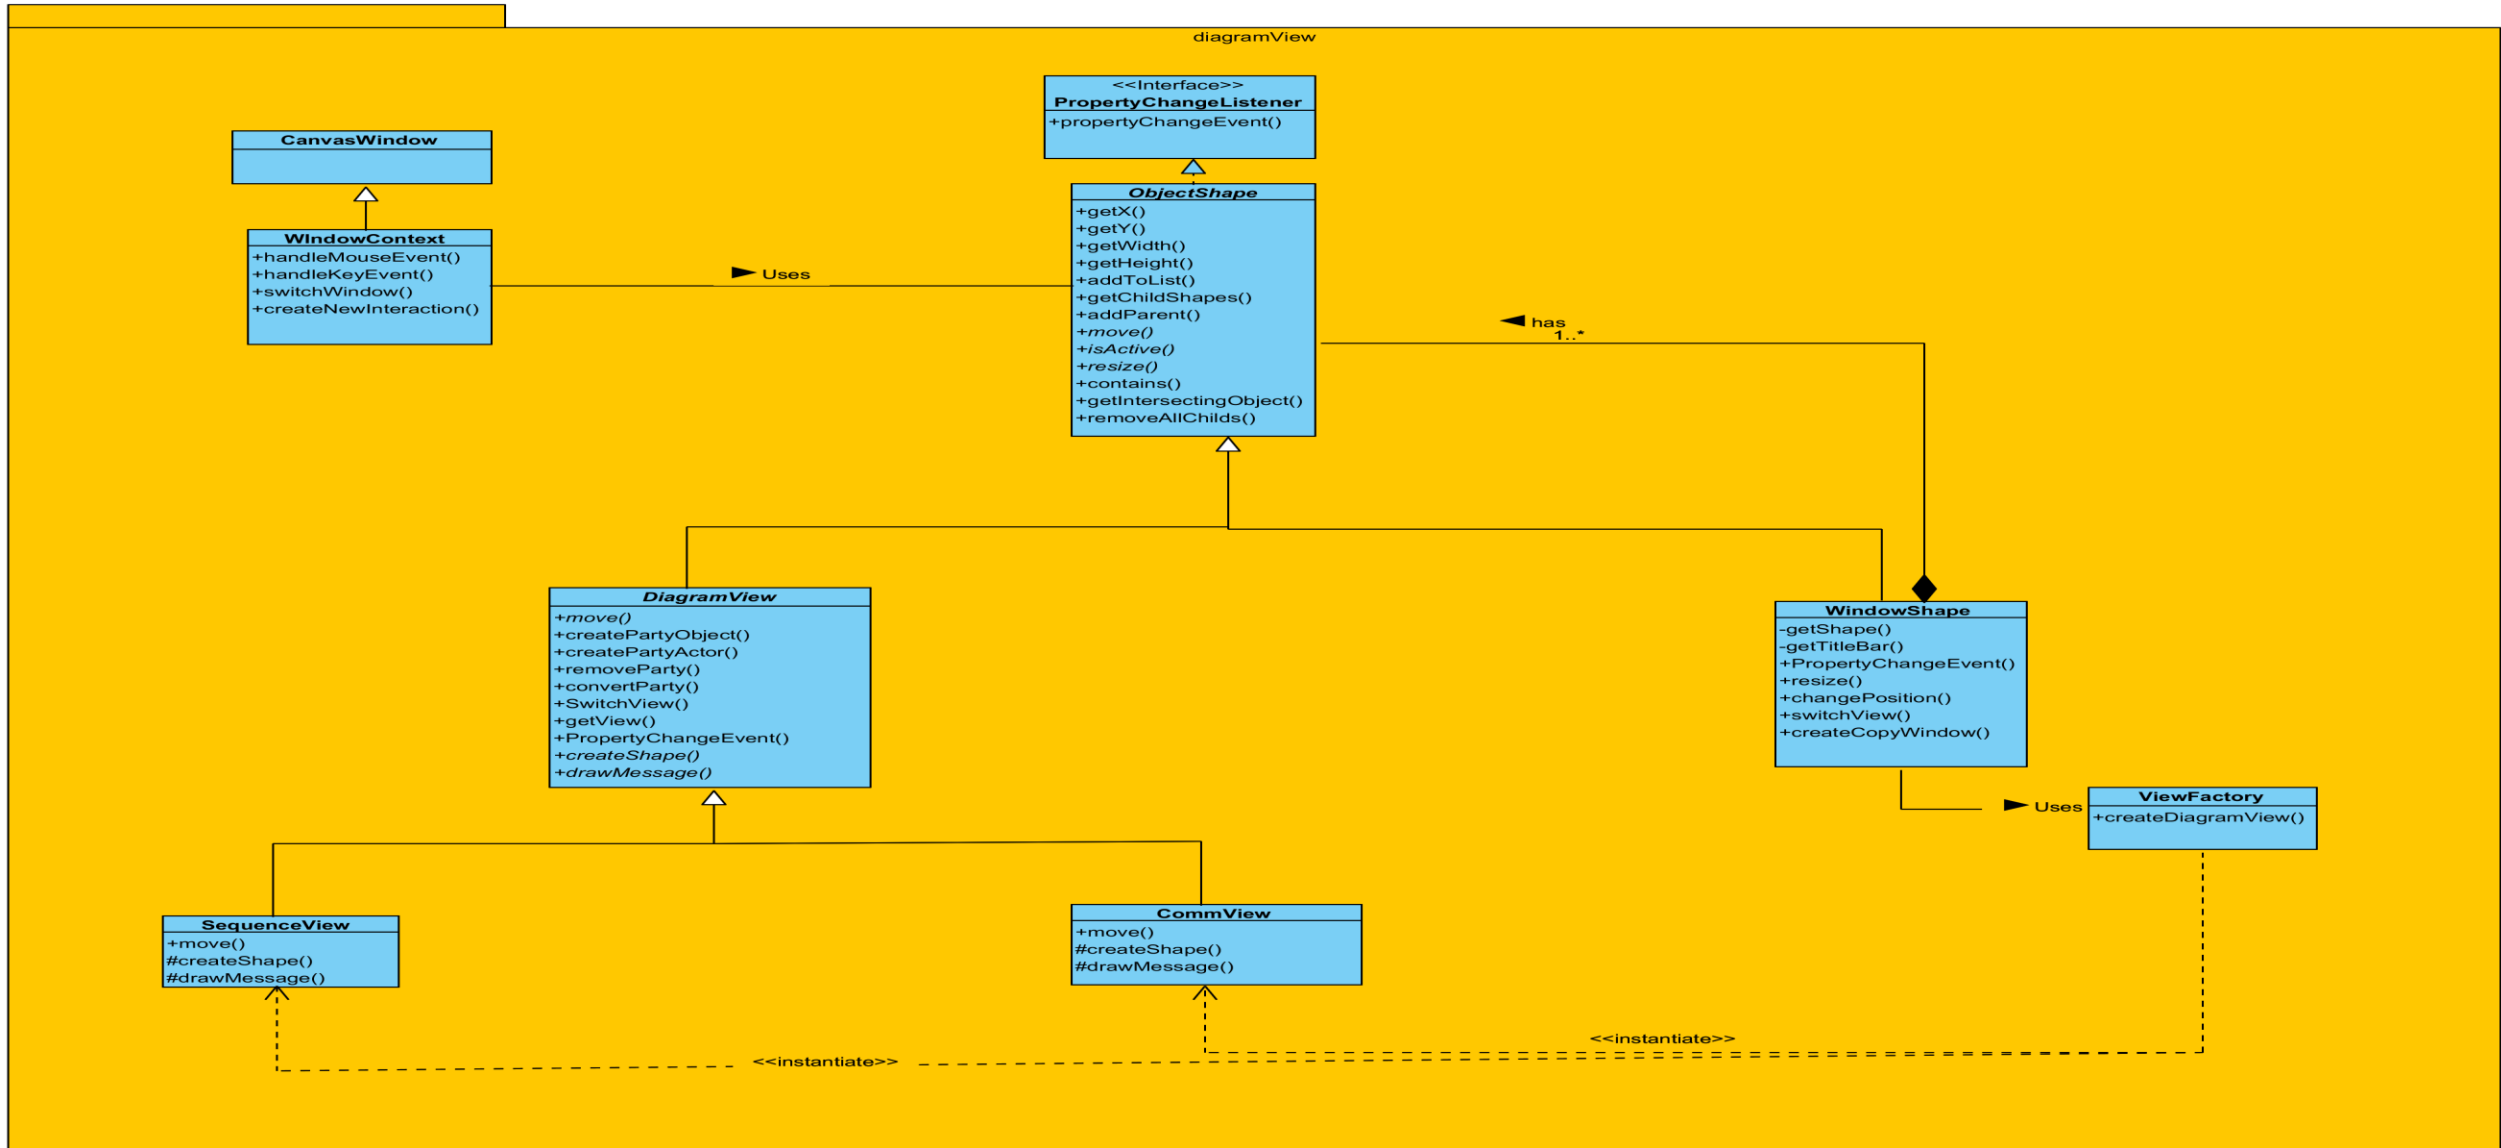 diagramView
<<Interface>>
PropertyChangeListener
+propertyChangeEvent()
CanvasWindow
WIndowContext
+handleMouseEvent()
+handleKeyEvent()
+switchWindow()
+createNewInteraction()
Uses
ObjectShape
+getX()
+getY()
+getWidth()
+getHeight()
+addToList()
+getChildShapes()
+addParent()
+move()
+isActive()
+resize()
+contains()
+getIntersectingObject()
+removeAllChilds()
has
1..*
DiagramView
+move()
+createPartyObject()
+createPartyActor()
+removeParty()
+convertParty()
+SwitchView()
+getView()
+PropertyChangeEvent()
+createShape()
+drawMessage()
WindowShape
-getShape()
-getTitleBar()
+PropertyChangeEvent()
+resize()
+changePosition()
+switchView()
+createCopyWindow()
Uses
ViewFactory
+createDiagramView()
SequenceView
+move()
#createShape()
#drawMessage()
CommView
+move()
#createShape()
#drawMessage()
<<instantiate>>
<<instantiate>>